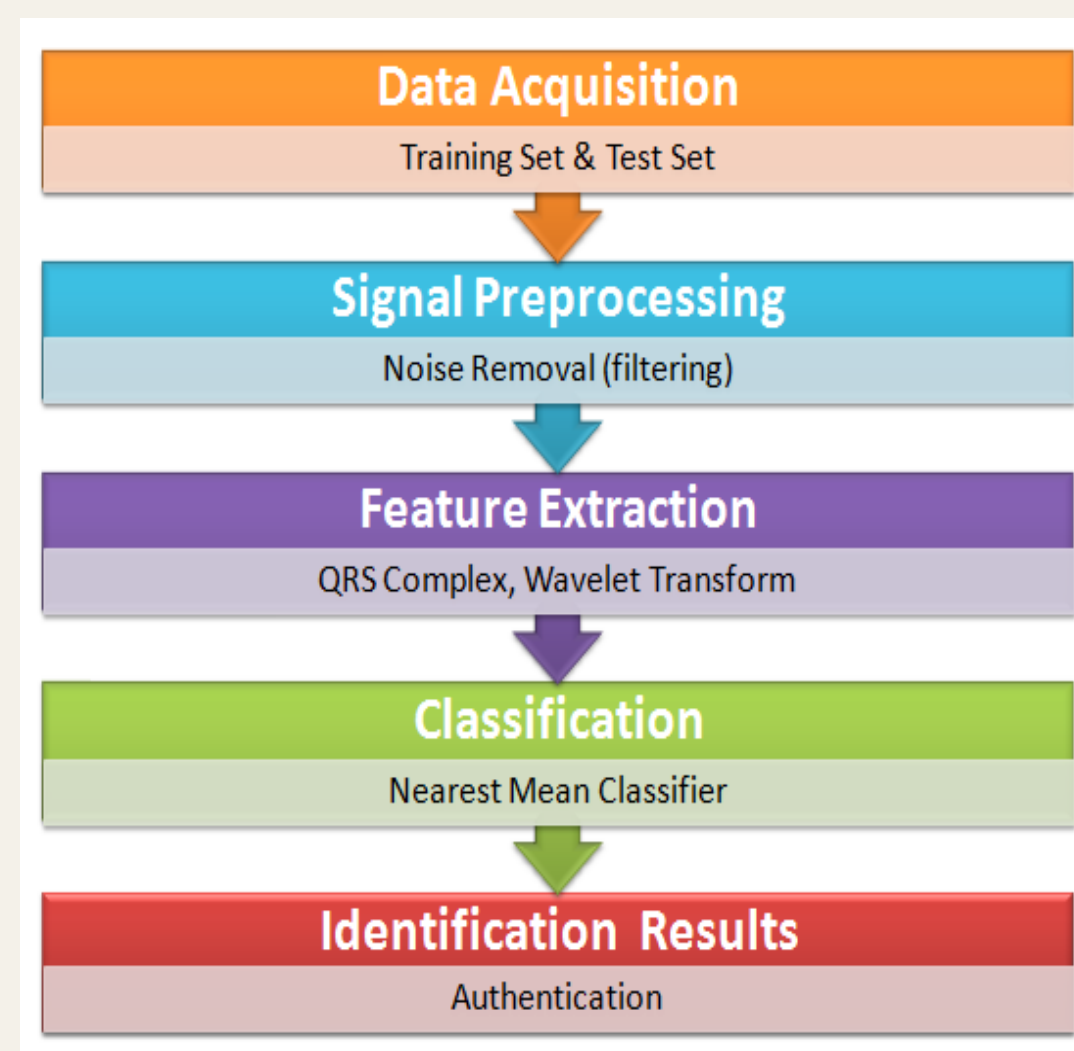 Data Acquisition
Training Set & Test Set
Signal Preprocessing
Noise Removal (filtering)
Feature Extraction
QRS Complex, Wavelet Transform
Classification
Nearest Mean Classifier
Identification Results
Authentication